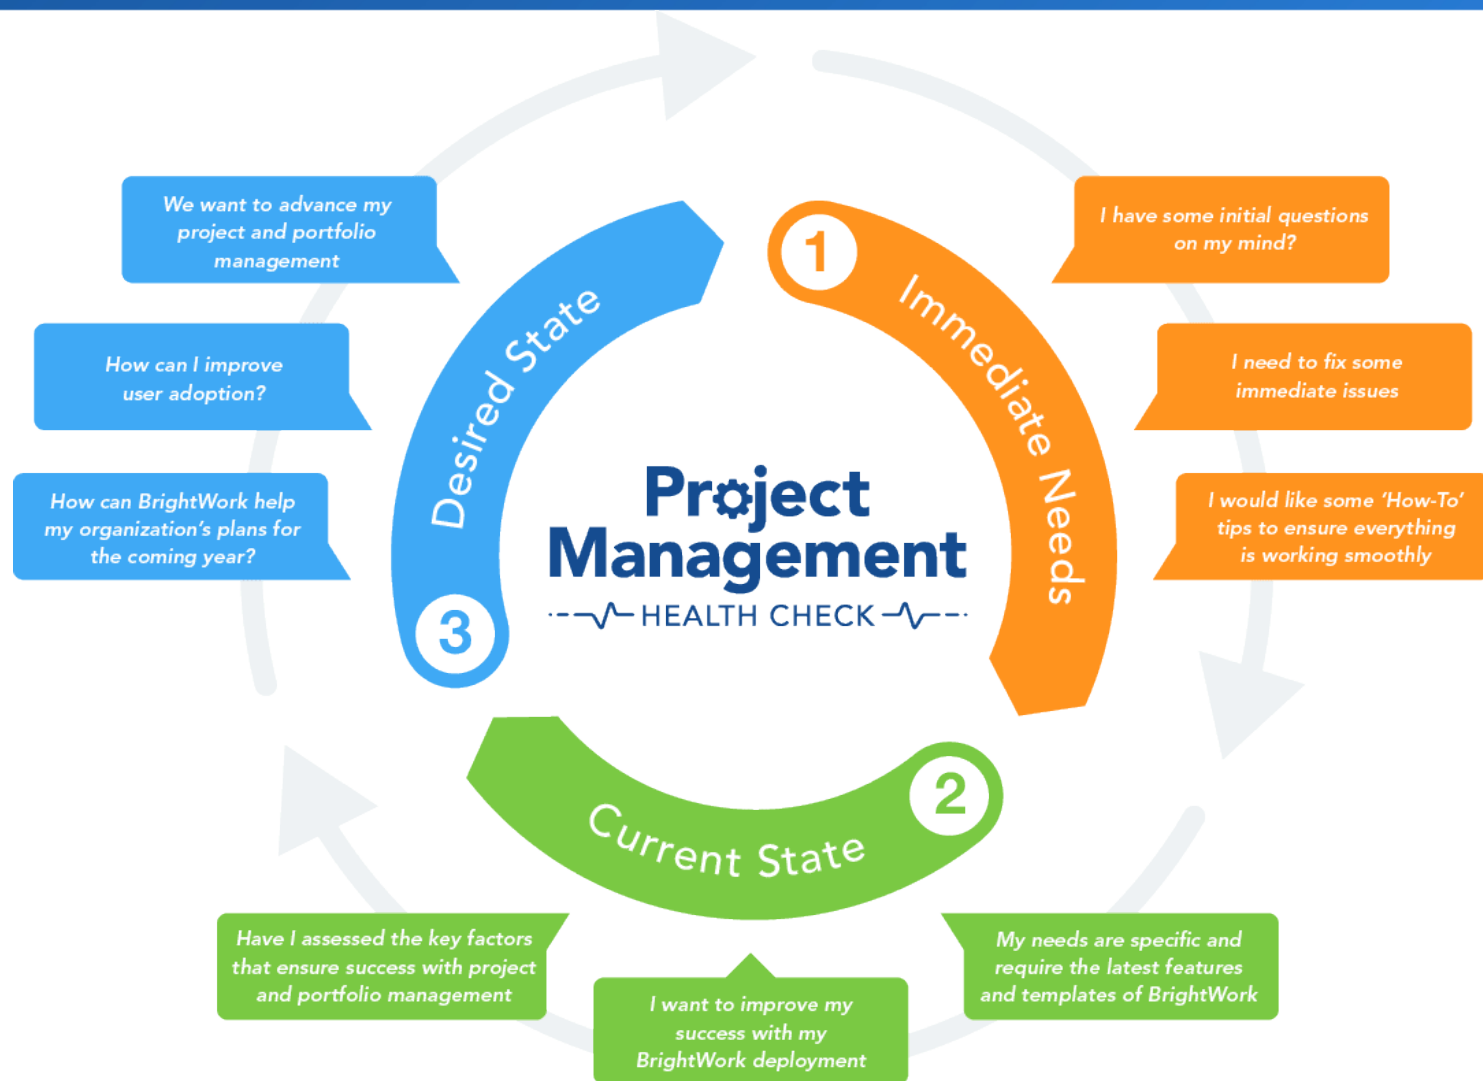 Project
Management
HEALTH CHECK
1
Immediate Needs
I have some initial questions
on my mind?
I need to fix some
immediate issues
I would like some ‘How-To’
tips to ensure everything
is working smoothly
2
Current State
My needs are specific and
require the latest features
and templates of BrightWork
I want to improve my
success with my
BrightWork deployment
Have I assessed the key factors
that ensure success with project
and portfolio management
3
Desired State
How can BrightWork help
my organization’s plans for
the coming year?
How can I improve
user adoption?
We want to advance my
project and portfolio
management